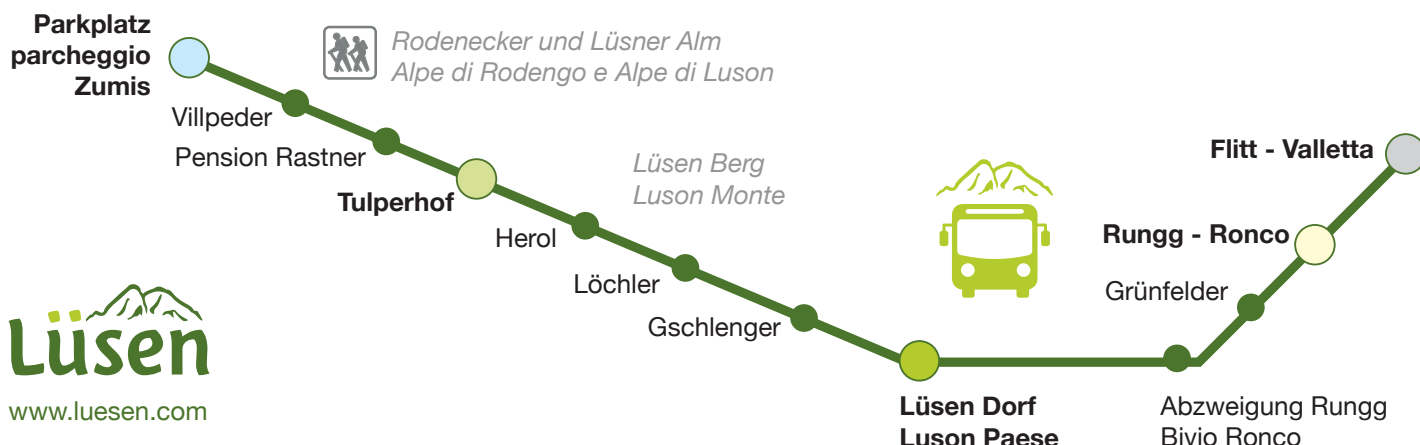 Parkplatz
parcheggio
Zumis
Rodenecker und Lüsner Alm
Alpe di Rodengo e Alpe di Luson
Villpeder
Pension Rastner
Tulperhof
Lüsen Berg
Luson Monte
Herol
Löchler
Gschlenger
Flitt - Valletta
Rungg - Ronco
Grünfelder
Lüsen
www.luesen.com
Lüsen Dorf
Luson Paese
Abzweigung Rungg
Bivio Ronco